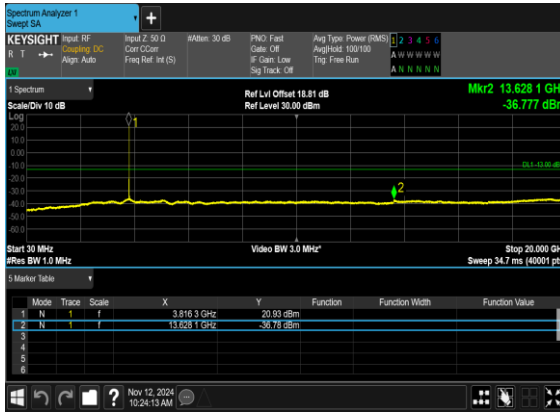 Spectrum Analyzer 1
Swept SA
+
KEYSIGHT
R T
LXI
Input: RF
Coupling: DC
Align: Auto
Input Z: 50 Ω
Corr CCorr
Freq Ref: Int (S)
#Atten: 30 dB
PNO: Fast
Gate: Off
IF Gain: Low
Sig Track: Off
Avg Type: Power (RMS)
Avg|Hold: 100/100
Trig: Free Run
1 2 3 4 5 6
A W W W W W
A N N N N N
1 Spectrum
Scale/Div 10 dB
Ref Lvl Offset 18.81 dB
Ref Level 30.00 dBm
Mkr2 13.628 1 GH
-36.777 dBr
Log
20.0
10.0
0.00
-10.0
-20.0
-30.0
-40.0
-50.0
-60.0
1
2
DL1 -13.00 dB
Start 30 MHz
#Res BW 1.0 MHz
Video BW 3.0 MHz*
Stop 20.000 GH
Sweep 34.7 ms (40001 pt
5 Marker Table
Mode Trace Scale X Y Function Function Width Function Value
1 N 1 f 3.816 3 GHz 20.93 dBm
2 N 1 f 13.628 1 GHz -36.78 dBm
3
4
5
6
?
Nov 12, 2024
10:24:13 AM